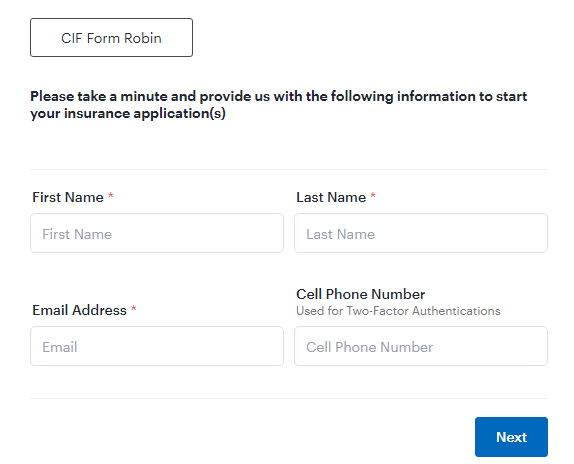 CIF Form Robin
Please take a minute and provide us with the following information to start
your insurance application(s)
First Name *
Last Name *
First Name
Last Name
Email Address *
Cell Phone Number
Used for Two-Factor Authentications
Email
Cell Phone Number
Next